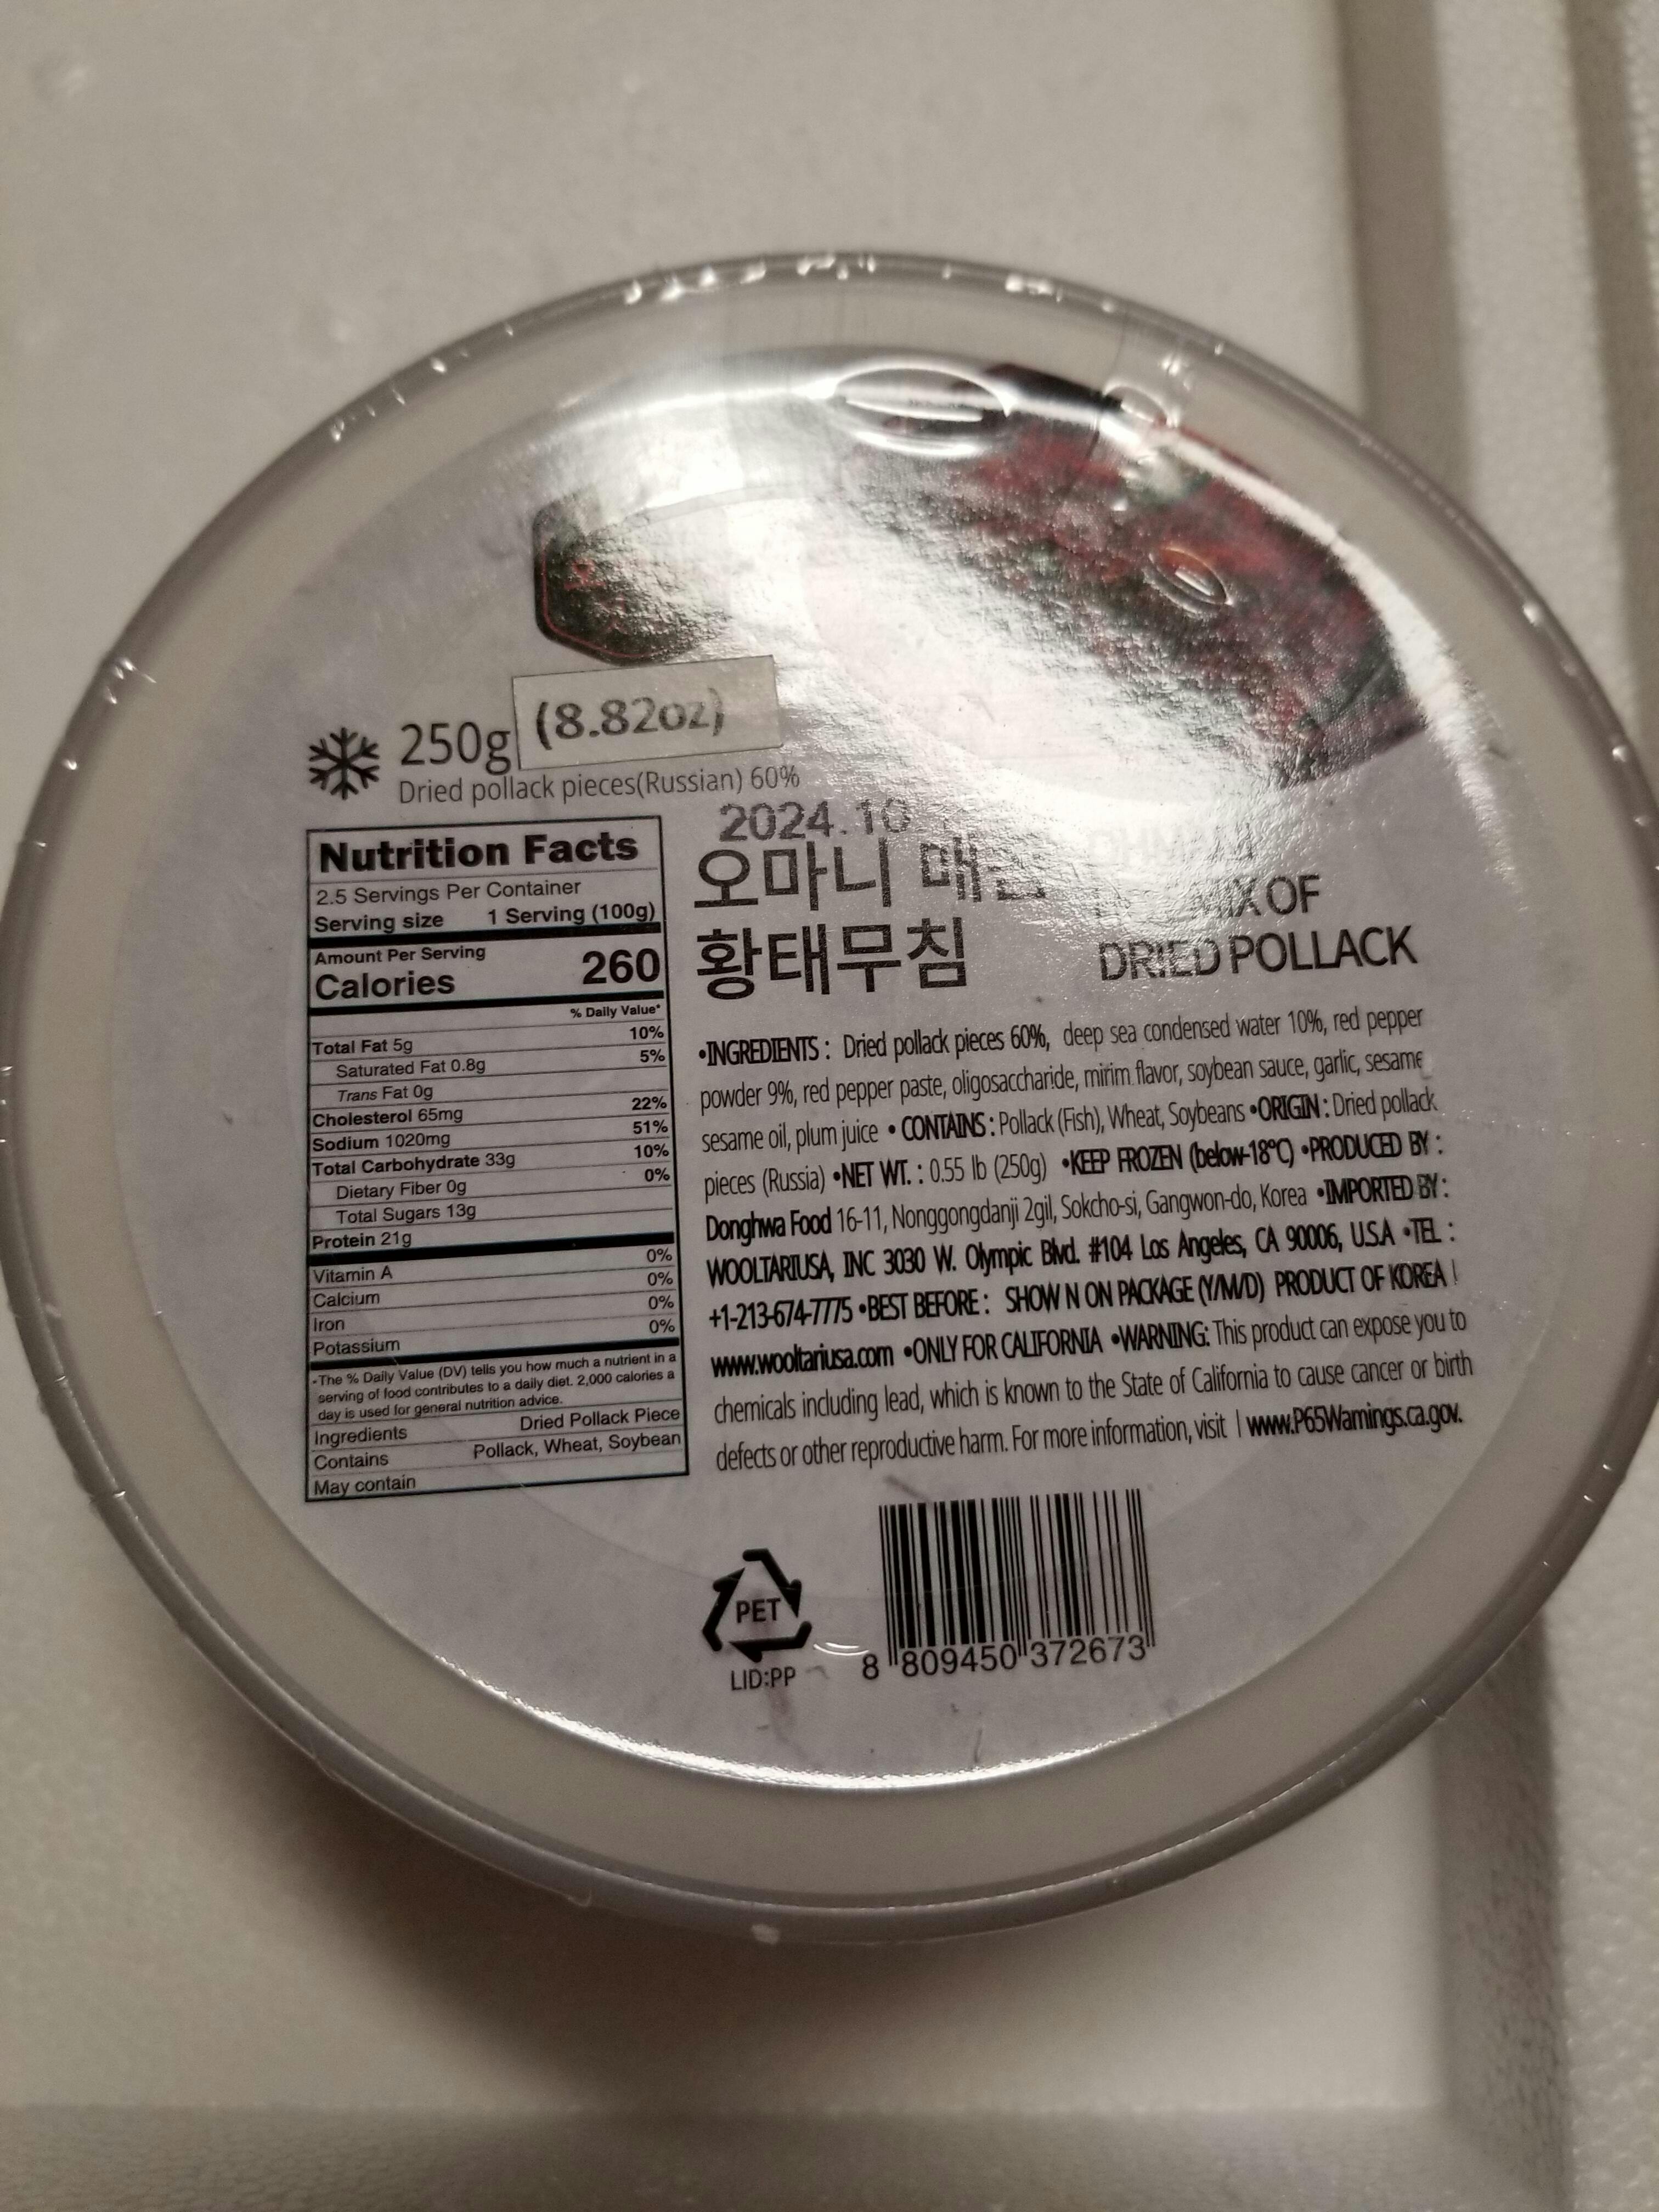 250g (8.82oz)
Dried pollack pieces(Russian) 60%
Nutrition Facts
2.5 Servings Per Container
Serving size 1 Serving (100g)
Amount Per Serving
Calories 260
% Daily Value*
Total Fat 5g 10%
Saturated Fat 0.8g 5%
Trans Fat 0g
Cholesterol 65mg 22%
Sodium 1020mg 51%
Total Carbohydrate 33g 10%
Dietary Fiber 0g 0%
Total Sugars 13g
Protein 21g
Vitamin A 0%
Calcium 0%
Iron 0%
Potassium 0%
*The % Daily Value (DV) tells you how much a nutrient in a
serving of food contributes to a daily diet. 2,000 calories a
day is used for general nutrition advice.
Ingredients Dried Pollack Piece
Contains Pollack, Wheat, Soybean
May contain
2024.10
오마니
황태무침
MIX OF
DRIED POLLACK
•INGREDIENTS : Dried pollack pieces 60%, deep sea condensed water 10%, red pepper
powder 9%, red pepper paste, oligosaccharide, mirim flavor, soybean sauce, garlic, sesame
sesame oil, plum juice • CONTAINS : Pollack (Fish), Wheat, Soybeans •ORIGIN : Dried pollack
pieces (Russia) •NET WT. : 0.55 lb (250g) •KEEP FROZEN (below-18°C) •PRODUCED BY :
Donghwa Food 16-11, Nonggongdanji 2gil, Sokcho-si, Gangwon-do, Korea •IMPORTED BY :
WOOLTARIUSA, INC 3030 W. Olympic Blvd. #104 Los Angeles, CA 90006, U.S.A •TEL :
+1-213-674-7775 •BEST BEFORE : SHOW N ON PACKAGE (Y/M/D) PRODUCT OF KOREA |
www.wooltariusa.com •ONLY FOR CALIFORNIA •WARNING: This product can expose you to
chemicals including lead, which is known to the State of California to cause cancer or birth
defects or other reproductive harm. For more information, visit | www.P65Warnings.ca.gov.
PET
LID:PP
8 809450 372673